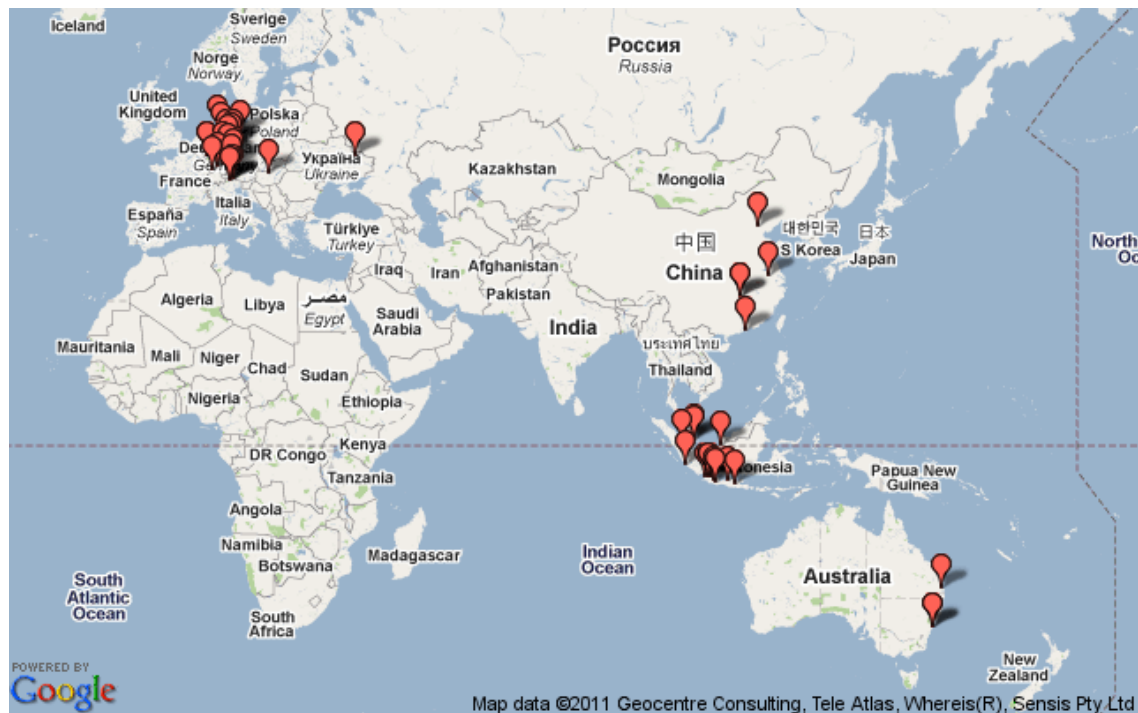 Iceland
Sverige
Sweden
Norge
Norway
Россия
Russia
United
Kingdom
Polska
Poland
Україна
Ukraine
France
Kazakhstan
Mongolia
Italia
Italy
España
Spain
Türkiye
Turkey
中国
China
대한민국
S Korea
日本
Japan
North
Oc
Iraq
Iran
Afghanistan
Pakistan
Algeria
Libya
مصر
Egypt
Saudi
Arabia
India
Mauritania
Mali
Niger
Chad
Sudan
ประเทศไทย
Thailand
Nigeria
Ethiopia
DR Congo
Kenya
Tanzania
onesia
Papua New
Guinea
Angola
Namibia
Botswana
Madagascar
Indian
Ocean
Australia
South
Atlantic
Ocean
South
Africa
New
Zealand
POWERED BY
Google
Map data ©2011 Geocentre Consulting, Tele Atlas, Whereis(R), Sensis Pty Ltd